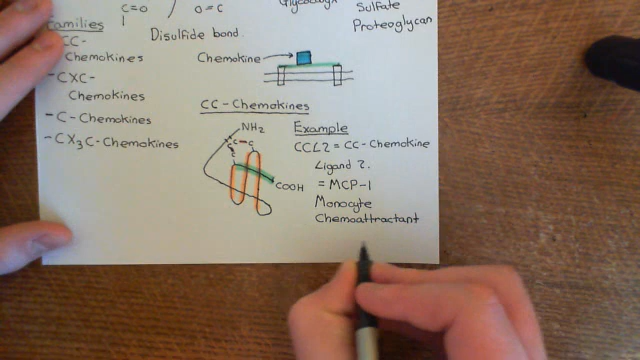 C=O
O=C
Disulfide bond
Glycocalyx
Sulfate
Proteoglycan
Families
CC-
Chemokines
-CXC-
Chemokines
-C-Chemokines
-CX3C-Chemokines
Chemokine
CC-Chemokines
NH2
C
C
C
C
COOH
Example
CCL2 = CC-Chemokine
Ligand 2.
= MCP-1
Monocyte
Chemoattractant